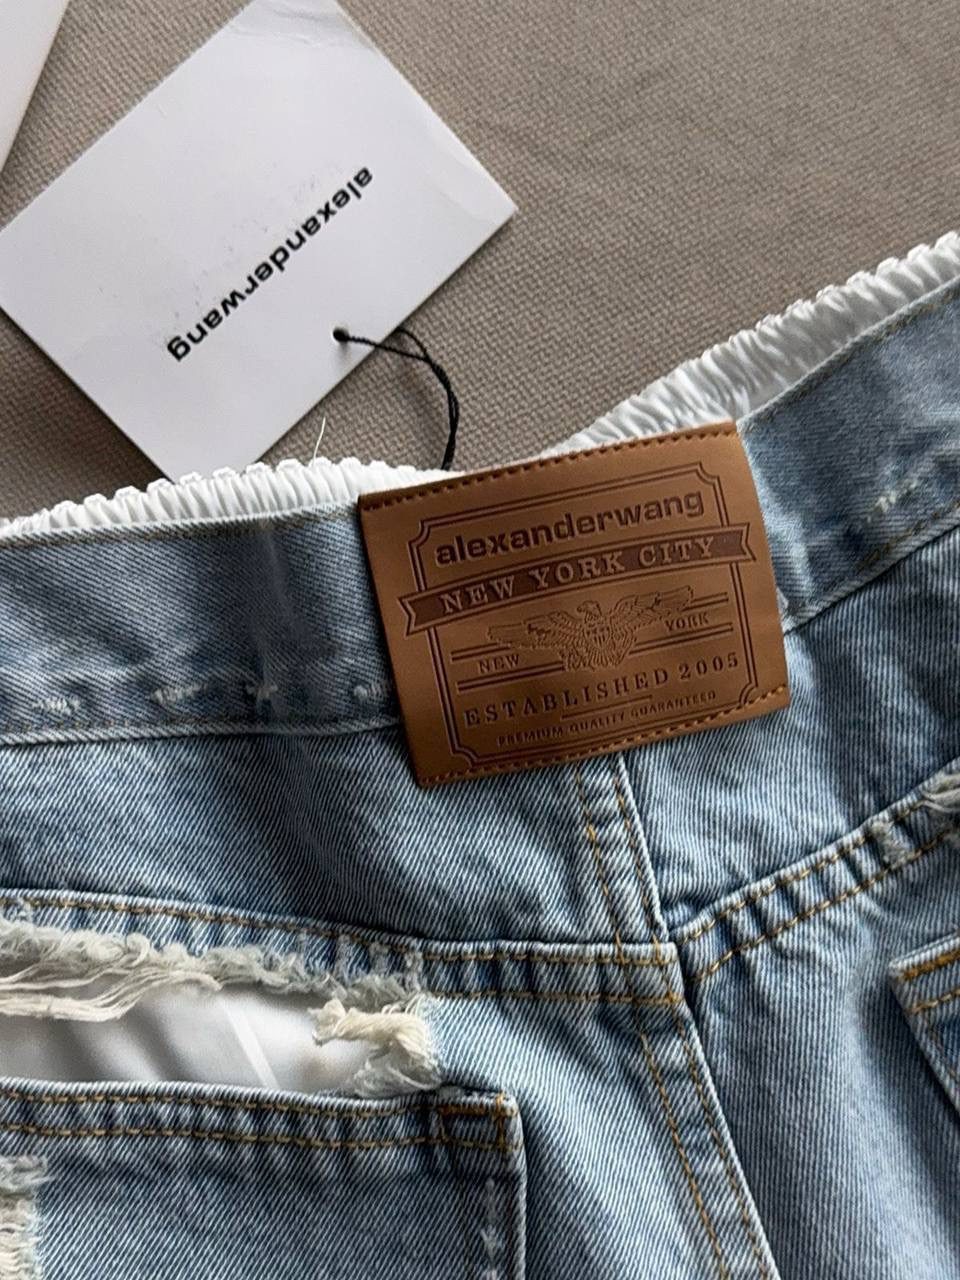 alexanderwang
alexanderwang
NEW YORK CITY
NEW YORK
ESTABLISHED 2005
PREMIUM QUALITY GUARANTEED